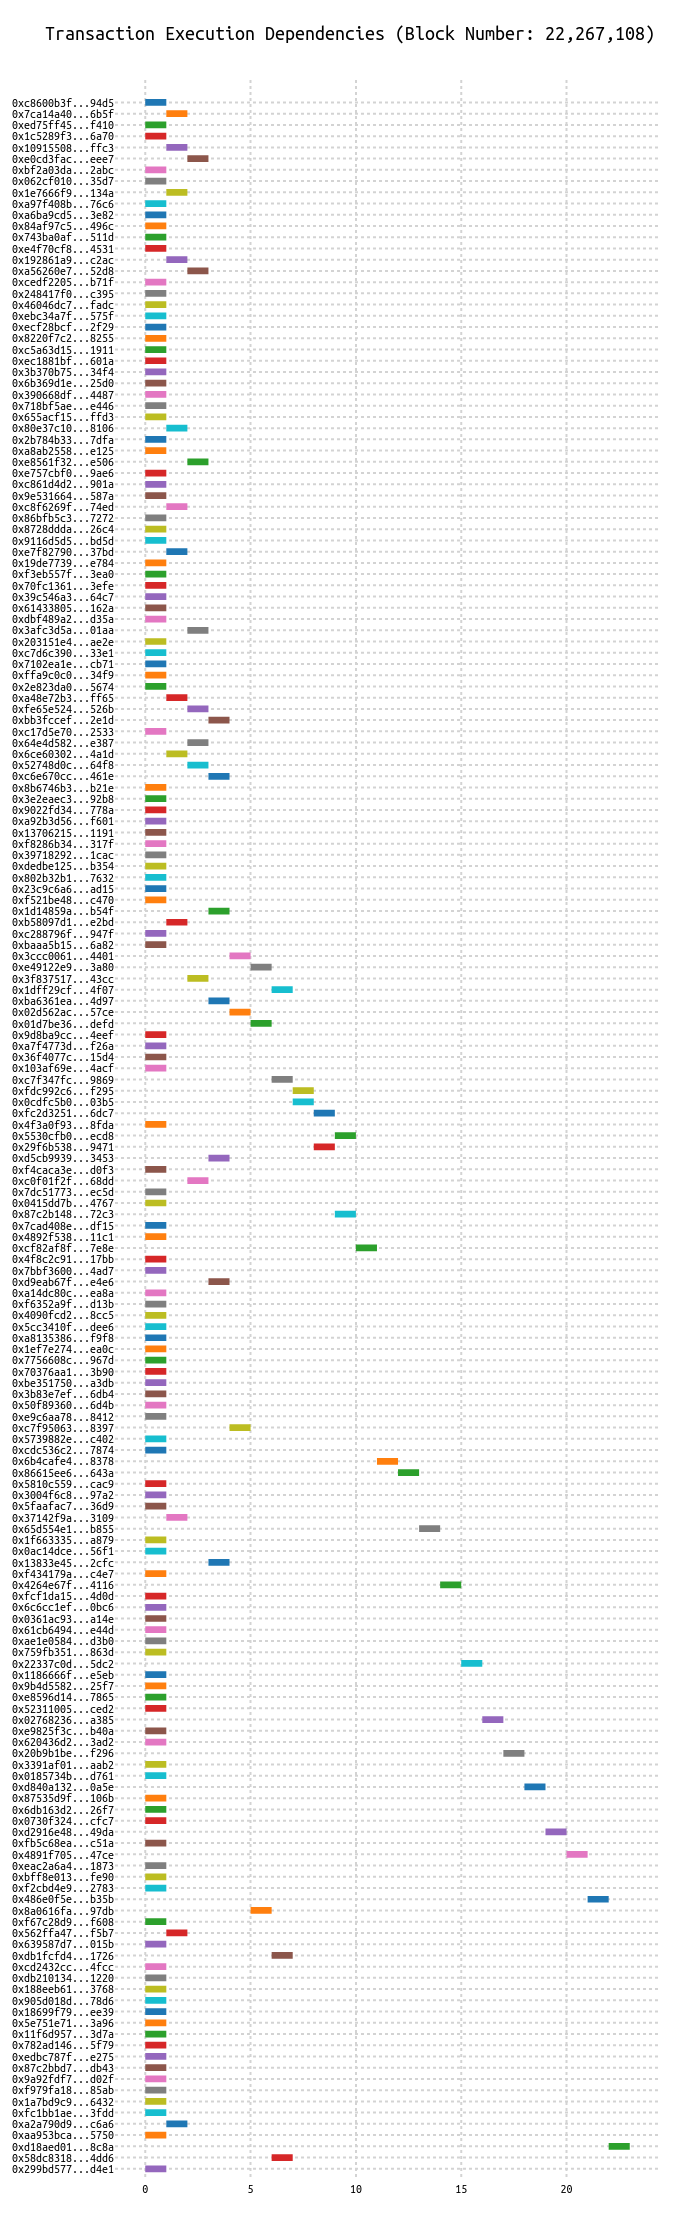 Transaction Execution Dependencies (Block Number: 22,267,108)
0xc8600b3f...94d5
0x7ca14a40...6b5f
0xed75ff45...f410
0x1c5289f3...6a70
0x10915508...ffc3
0xe0cd3fac...eee7
0xbf2a03da...2abc
0x062cf010...35d7
0x1e7666f9...134a
0xa97f408b...76c6
0xa6ba9cd5...3e82
0x84af97c5...496c
0x743ba0af...511d
0xe4f70cf8...4531
0x192861a9...c2ac
0xa56260e7...52d8
0xcedf2205...b71f
0x248417f0...c395
0x46046dc7...fadc
0xebc34a7f...575f
0xecf28bcf...2f29
0x8220f7c2...8255
0xc5a63d15...1911
0xec1881bf...601a
0x3b370b75...34f4
0x6b369d1e...25d0
0x390668df...4487
0x718bf5ae...e446
0x655acf15...ffd3
0x80e37c10...8106
0x2b784b33...7dfa
0xa8ab2558...e125
0xe8561f32...e506
0xe757cbf0...9ae6
0xc861d4d2...901a
0x9e531664...587a
0xc8f6269f...74ed
0x86bfb5c3...7272
0x8728ddda...26c4
0x9116d5d5...bd5d
0xe7f82790...37bd
0x19de7739...e784
0xf3eb557f...3ea0
0x70fc1361...3efe
0x39c546a3...64c7
0x61433805...162a
0xdbf489a2...d35a
0x3afc3d5a...01aa
0x203151e4...ae2e
0xc7d6c390...33e1
0x7102ea1e...cb71
0xffa9c0c0...34f9
0x2e823da0...5674
0xa48e72b3...ff65
0xfe65e524...526b
0xbb3fccef...2e1d
0xc17d5e70...2533
0x64e4d582...e387
0x6ce60302...4a1d
0x52748d0c...64f8
0xc6e670cc...461e
0x8b6746b3...b21e
0x3e2eaec3...92b8
0x9022fd34...778a
0xa92b3d56...f601
0x13706215...1191
0xf8286b34...317f
0x39718292...1cac
0xdedbe125...b354
0x802b32b1...7632
0x23c9c6a6...ad15
0xf521be48...c470
0x1d14859a...b54f
0xb58097d1...e2bd
0xc288796f...947f
0xbaaa5b15...6a82
0x3ccc0061...4401
0xe49122e9...3a80
0x3f837517...43cc
0x1dff29cf...4f07
0xba6361ea...4d97
0x02d562ac...57ce
0x01d7be36...defd
0x9d8ba9cc...4eef
0xa7f4773d...f26a
0x36f4077c...15d4
0x103af69e...4acf
0xc7f347fc...9869
0xfdc992c6...f295
0x0cdfc5b0...03b5
0xfc2d3251...6dc7
0x4f3a0f93...8fda
0x5530cfb0...ecd8
0x29f6b538...9471
0xd5cb9939...3453
0xf4caca3e...d0f3
0xc0f01f2f...68dd
0x7dc51773...ec5d
0x0415dd7b...4767
0x87c2b148...72c3
0x7cad408e...df15
0x4892f538...11c1
0xcf82af8f...7e8e
0x4f8c2c91...17bb
0x7bbf3600...4ad7
0xd9eab67f...e4e6
0xa14dc80c...ea8a
0xf6352a9f...d13b
0x4090fcd2...8cc5
0x5cc3410f...dee6
0xa8135386...f9f8
0x1ef7e274...ea0c
0x7756608c...967d
0x70376aa1...3b90
0xbe351750...a3db
0x3b83e7ef...6db4
0x50f89360...6d4b
0xe9c6aa78...8412
0xc7f95063...8397
0x5739882e...c402
0xcdc536c2...7874
0x6b4cafe4...8378
0x86615ee6...643a
0x5810c559...cac9
0x3004f6c8...97a2
0x5faafac7...36d9
0x37142f9a...3109
0x65d554e1...b855
0x1f663335...a879
0x0ac14dce...56f1
0x13833e45...2cfc
0xf434179a...c4e7
0x4264e67f...4116
0xfcf1da15...4d0d
0x6c6cc1ef...0bc6
0x0361ac93...a14e
0x61cb6494...e44d
0xae1e0584...d3b0
0x759fb351...863d
0x22337c0d...5dc2
0x1186666f...e5eb
0x9b4d5582...25f7
0xe8596d14...7865
0x52311005...ced2
0x02768236...a385
0xe9825f3c...b40a
0x620436d2...3ad2
0x20b9b1be...f296
0x3391af01...aab2
0x0185734b...d761
0xd840a132...0a5e
0x87535d9f...106b
0x6db163d2...26f7
0x0730f324...cfc7
0xd2916e48...49da
0xfb5c68ea...c51a
0x4891f705...47ce
0xeac2a6a4...1873
0xbff8e013...fe90
0xf2cbd4e9...2783
0x486e0f5e...b35b
0x8a0616fa...97db
0xf67c28d9...f608
0x562ffa47...f5b7
0x639587d7...015b
0xdb1fcfd4...1726
0xcd2432cc...4fcc
0xdb210134...1220
0x188eeb61...3768
0x905d018d...78d6
0x18699f79...ee39
0x5e751e71...3a96
0x11f6d957...3d7a
0x782ad146...5f79
0xedbc787f...e275
0x87c2bbd7...db43
0x9a92fdf7...d02f
0xf979fa18...85ab
0x1a7bd9c9...6432
0xfc1bb1ae...3fdd
0xa2a790d9...c6a6
0xaa953bca...5750
0xd18aed01...8c8a
0x58dc8318...4dd6
0x299bd577...d4e1
0 5 10 15 20